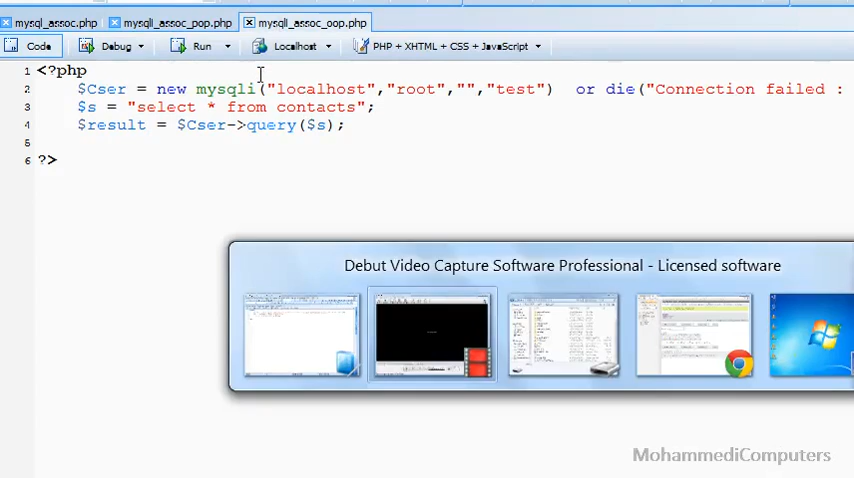 mysql_assoc.php mysqli_assoc_pop.php mysqli_assoc_oop.php
Code Debug Run Localhost PHP + XHTML + CSS + JavaScript
1 <?php
2 $Cser = new mysqli("localhost","root","","test") or die("Connection failed :
3 $s = "select * from contacts";
4 $result = $Cser->query($s);
5
6 ?>
Debut Video Capture Software Professional - Licensed software
MohammediComputers